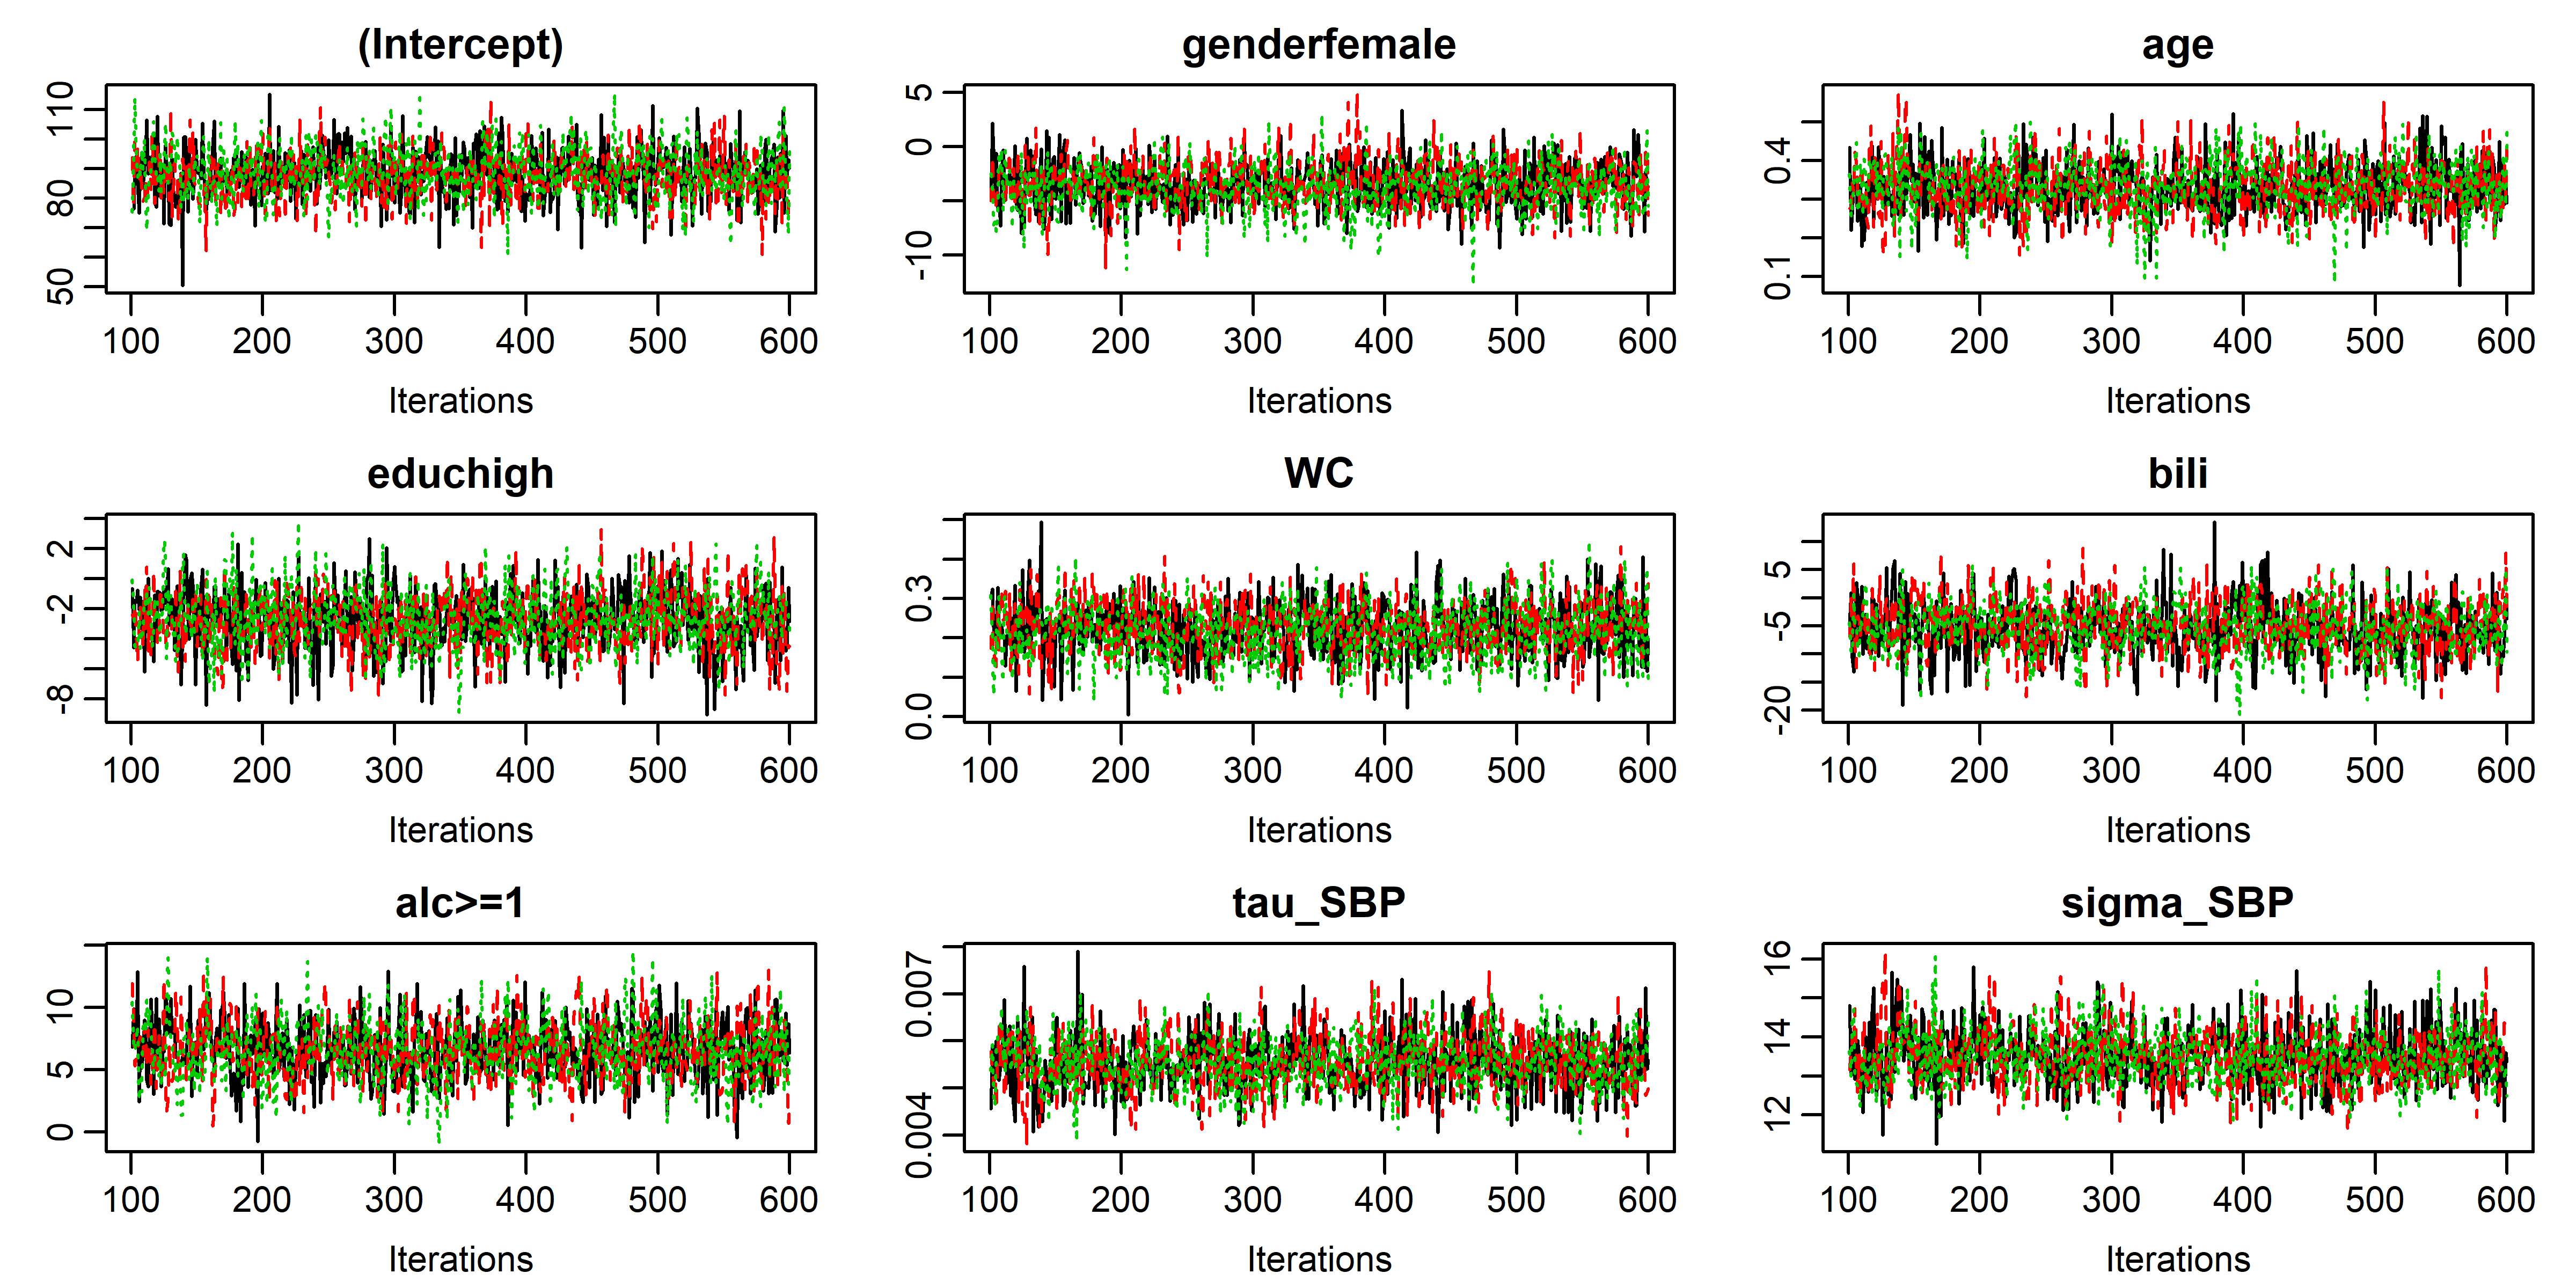 (Intercept) genderfemale age
110 80 50
5 0 -10
0.4 0.1
100 200 300 400 500 600 100 200 300 400 500 600 100 200 300 400 500 600
Iterations Iterations Iterations
educhigh WC bili
2 -2 -8
0.3 0.0
5 -5 -20
100 200 300 400 500 600 100 200 300 400 500 600 100 200 300 400 500 600
Iterations Iterations Iterations
alc>=1 tau_SBP sigma_SBP
10 5 0
0.007 0.004
16 14 12
100 200 300 400 500 600 100 200 300 400 500 600 100 200 300 400 500 600
Iterations Iterations Iterations